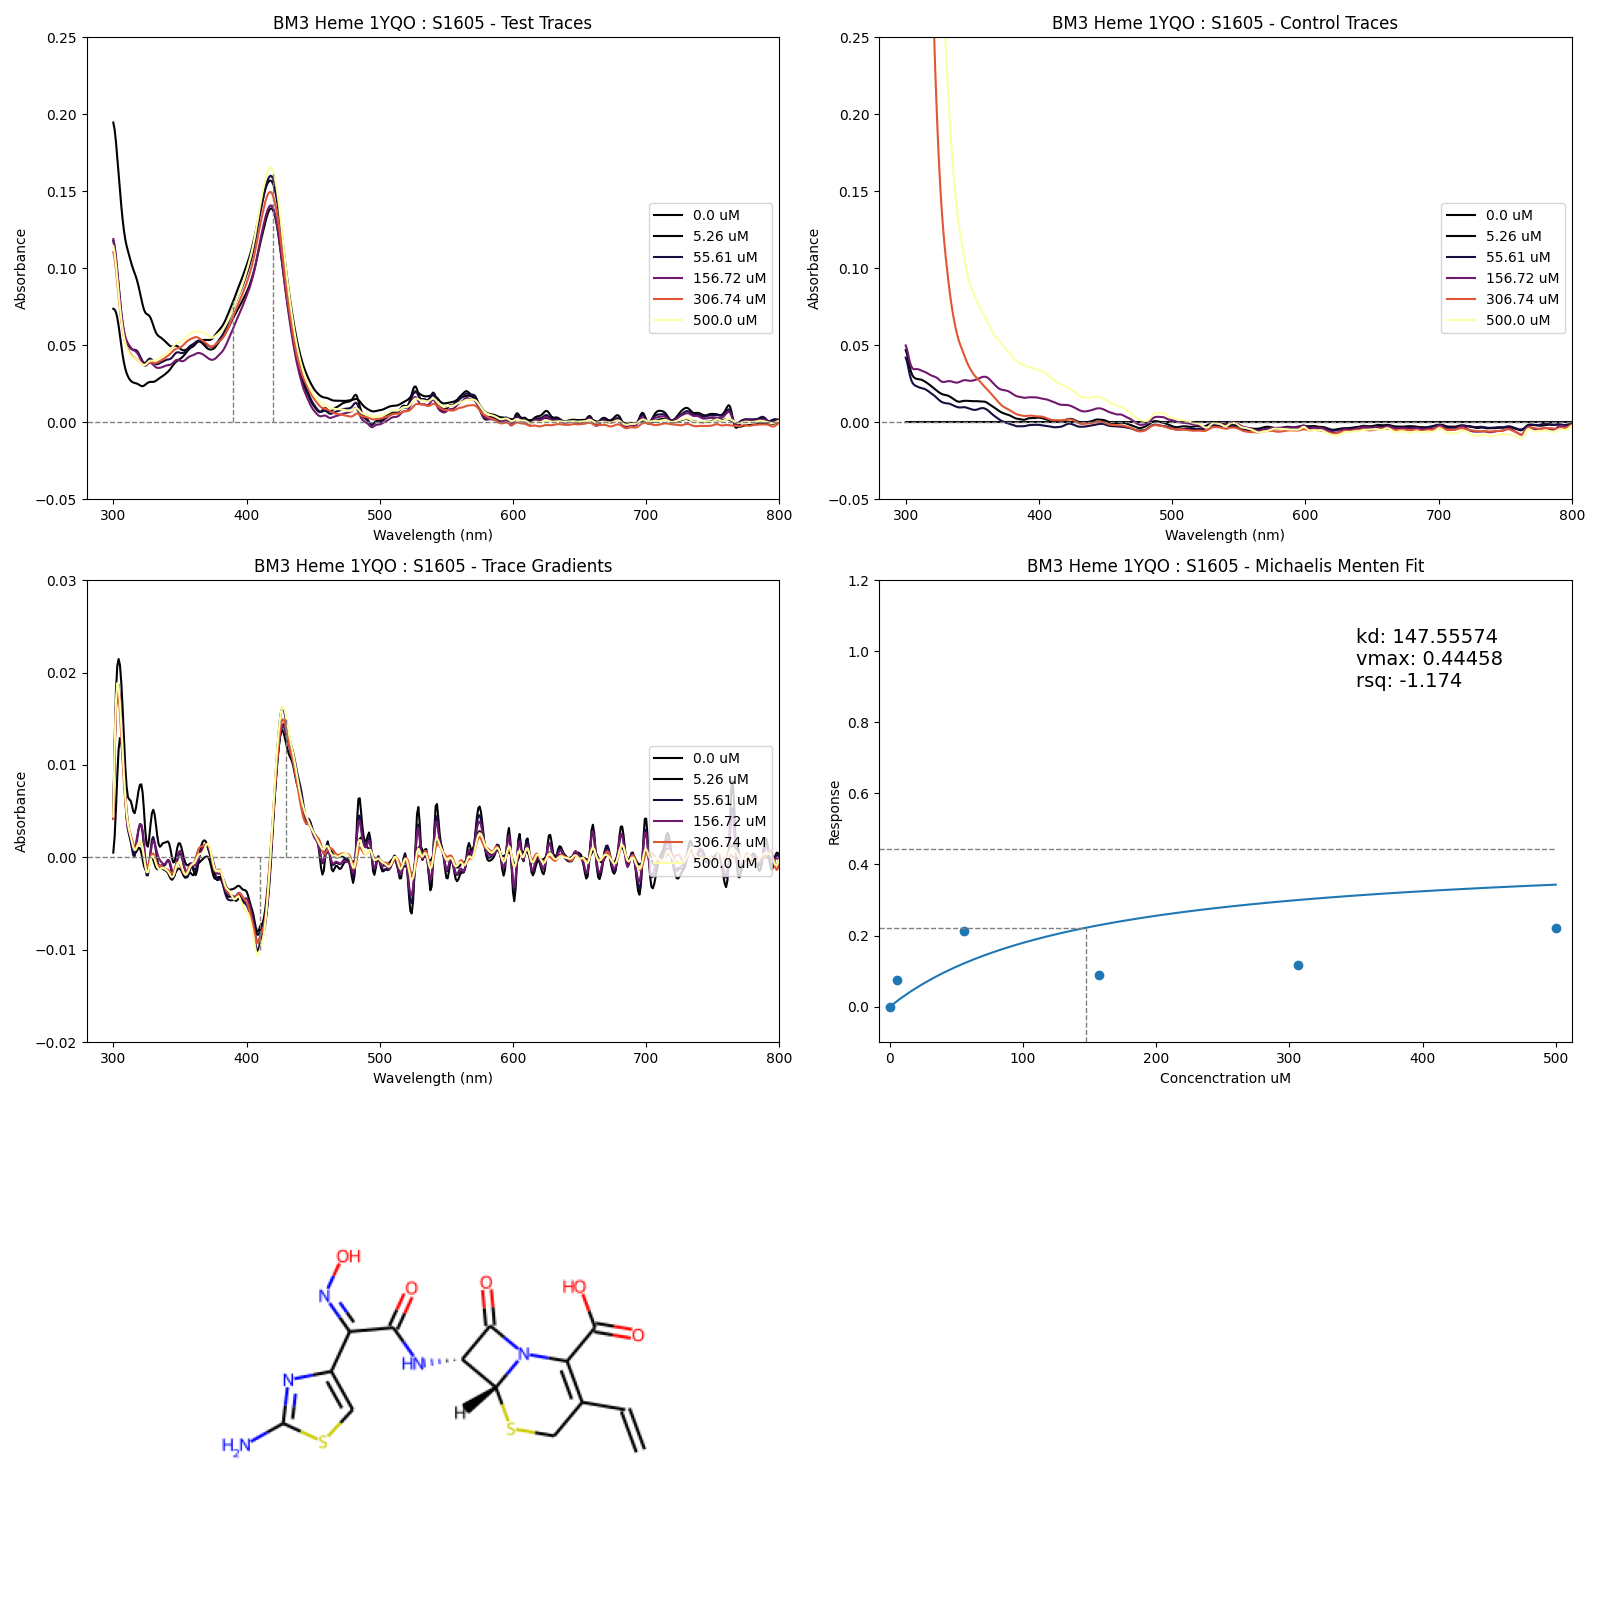 BM3 Heme 1YQO : S1605 - Test Traces
0.25
0.20
0.15
0.10
0.05
0.00
−0.05
Absorbance
300 400 500 600 700 800
Wavelength (nm)
0.0 uM
5.26 uM
55.61 uM
156.72 uM
306.74 uM
500.0 uM
BM3 Heme 1YQO : S1605 - Control Traces
0.25
0.20
0.15
0.10
0.05
0.00
−0.05
Absorbance
300 400 500 600 700 800
Wavelength (nm)
0.0 uM
5.26 uM
55.61 uM
156.72 uM
306.74 uM
500.0 uM
BM3 Heme 1YQO : S1605 - Trace Gradients
0.03
0.02
0.01
0.00
−0.01
−0.02
Absorbance
300 400 500 600 700 800
Wavelength (nm)
0.0 uM
5.26 uM
55.61 uM
156.72 uM
306.74 uM
500.0 uM
BM3 Heme 1YQO : S1605 - Michaelis Menten Fit
1.2
1.0
0.8
0.6
0.4
0.2
0.0
Response
kd: 147.55574
vmax: 0.44458
rsq: -1.174
0 100 200 300 400 500
Concenctration uM
OH
N
O
O
HO
O
HN
N
N
H
S
H2N
S